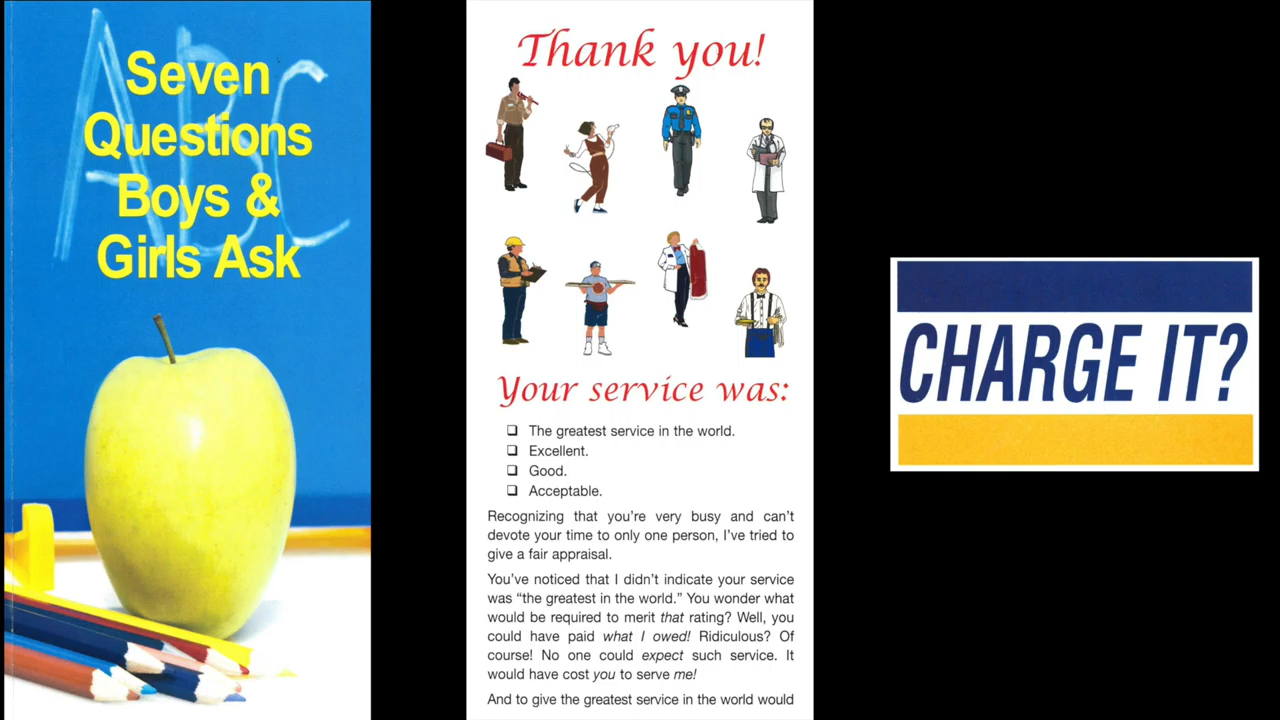 ABC
Seven
Questions
Boys &
Girls Ask
Thank you!
Your service was:
❑ The greatest service in the world.
❑ Excellent.
❑ Good.
❑ Acceptable.
Recognizing that you’re very busy and can’t
devote your time to only one person, I’ve tried to
give a fair appraisal.
You’ve noticed that I didn’t indicate your service
was “the greatest in the world.” You wonder what
would be required to merit that rating? Well, you
could have paid what I owed! Ridiculous? Of
course! No one could expect such service. It
would have cost you to serve me!
And to give the greatest service in the world would
CHARGE IT?